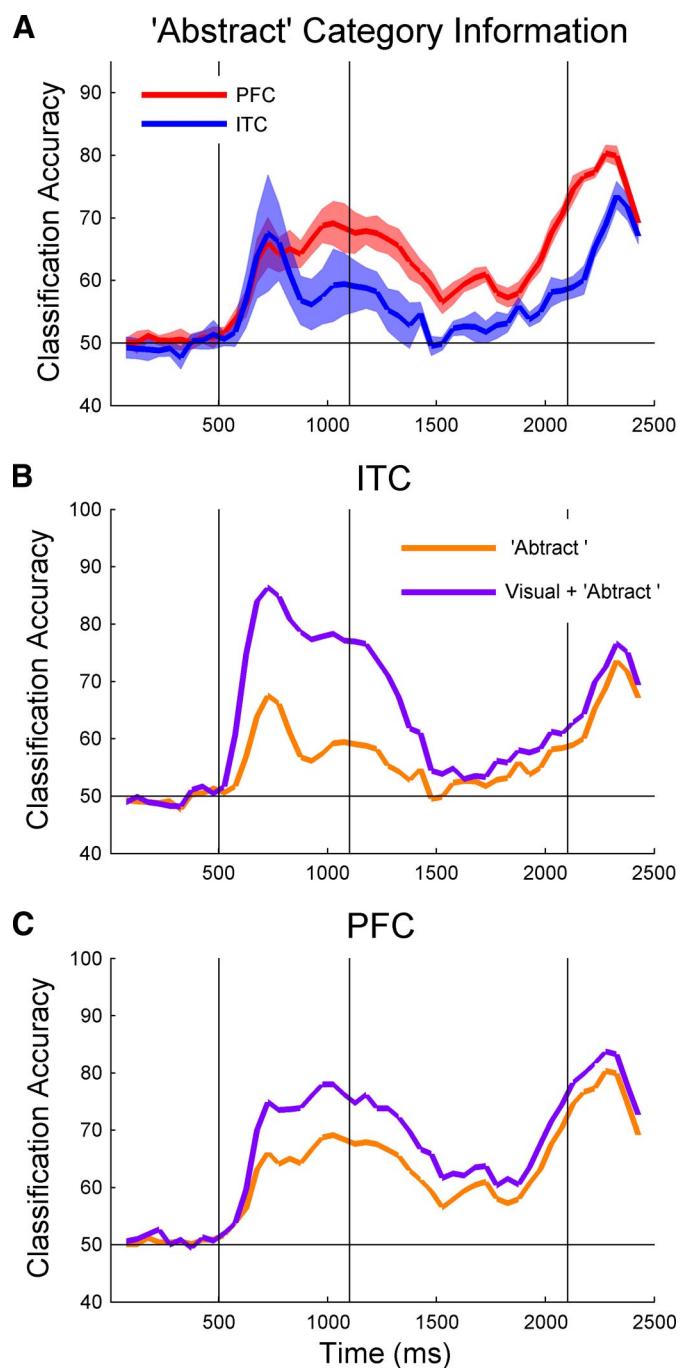 A
'Abstract' Category Information
PFC
ITC
Classification Accuracy
90
80
70
60
50
40
500
1000
1500
2000
2500
B
ITC
'Abtract '
Visual + 'Abtract '
Classification Accuracy
100
90
80
70
60
50
40
500
1000
1500
2000
2500
C
PFC
Classification Accuracy
100
90
80
70
60
50
40
500
1000
1500
2000
2500
Time (ms)